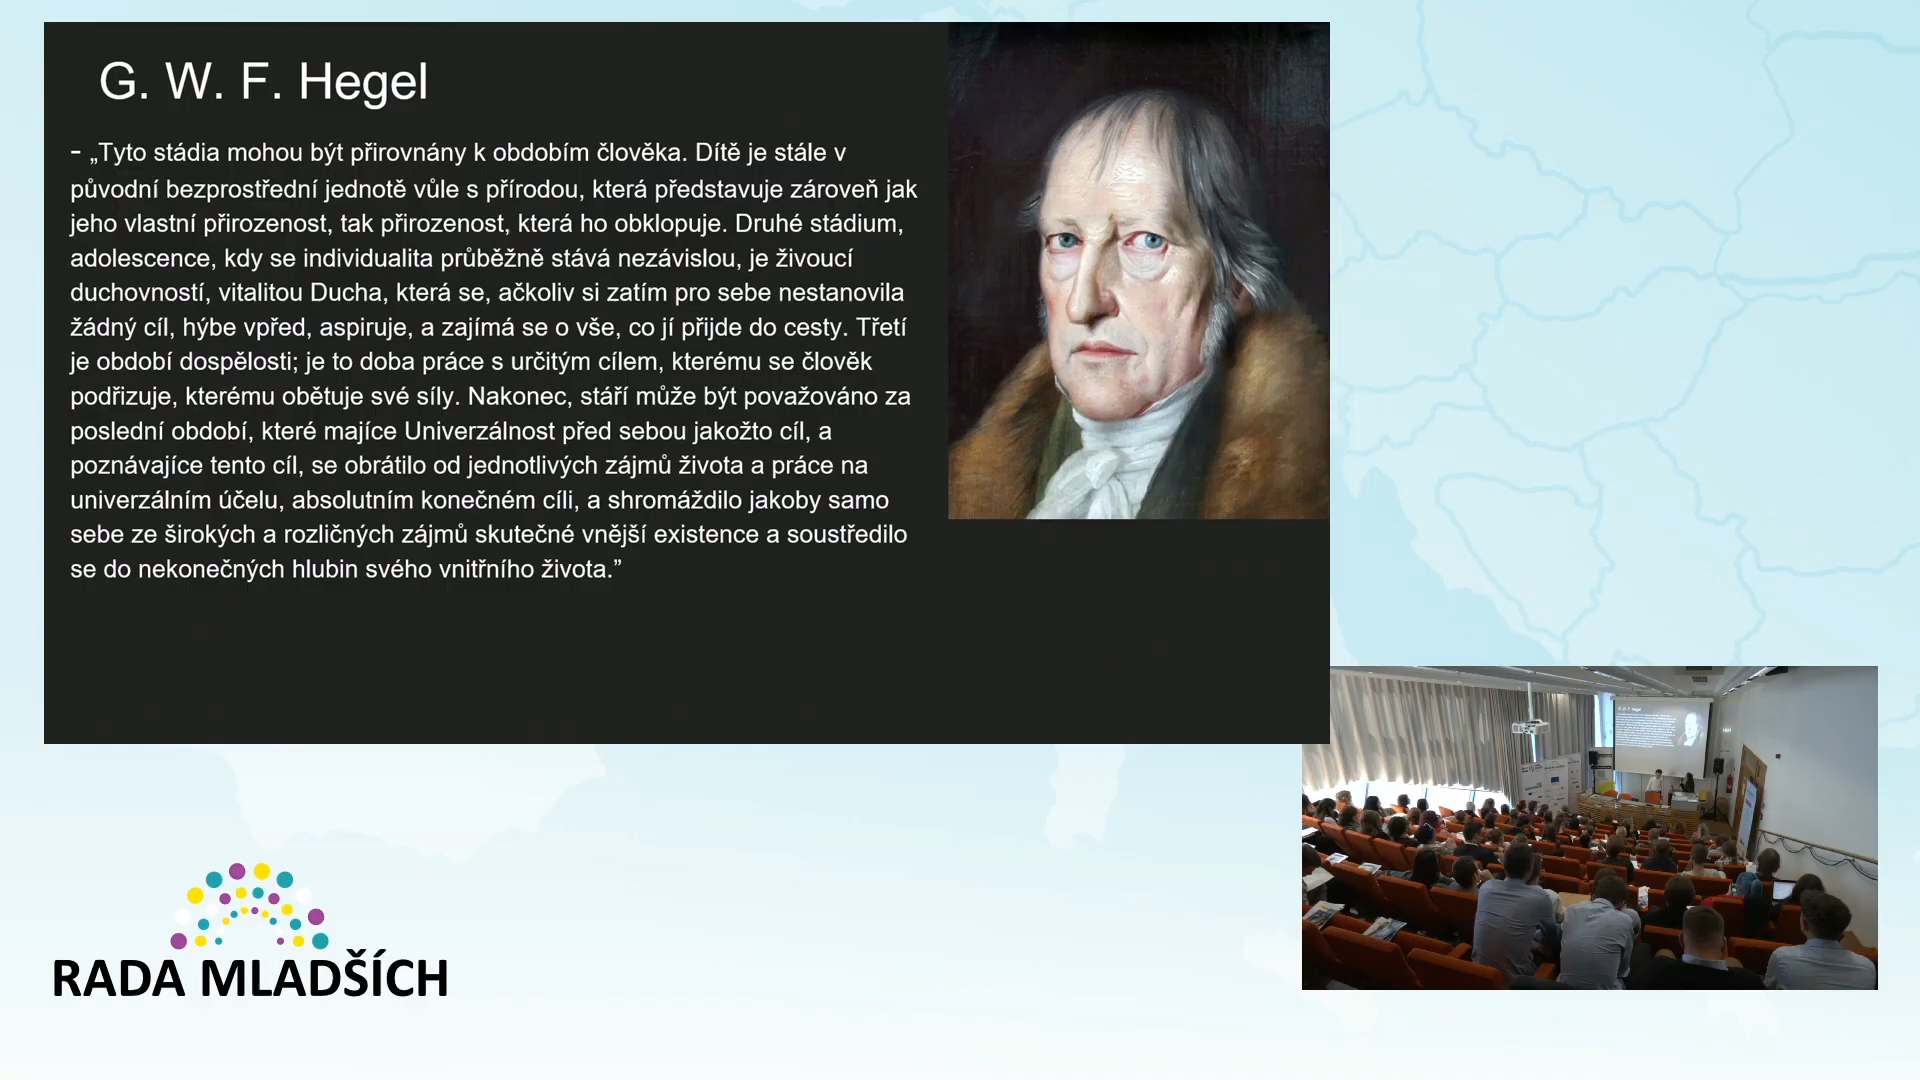 G. W. F. Hegel
- „Tyto stádia mohou být přirovnány k obdobím člověka. Dítě je stále v
původní bezprostřední jednotě vůle s přírodou, která představuje zároveň jak
jeho vlastní přirozenost, tak přirozenost, která ho obklopuje. Druhé stádium,
adolescence, kdy se individualita průběžně stává nezávislou, je živoucí
duchovností, vitalitou Ducha, která se, ačkoliv si zatím pro sebe nestanovila
žádný cíl, hýbe vpřed, aspiruje, a zajímá se o vše, co jí přijde do cesty. Třetí
je období dospělosti; je to doba práce s určitým cílem, kterému se člověk
podřizuje, kterému obětuje své síly. Nakonec, stáří může být považováno za
poslední období, které majíce Univerzálnost před sebou jakožto cíl, a
poznávajíce tento cíl, se obrátilo od jednotlivých zájmů života a práce na
univerzálním účelu, absolutním konečném cíli, a shromáždilo jakoby samo
sebe ze širokých a rozličných zájmů skutečné vnější existence a soustředilo
se do nekonečných hlubin svého vnitřního života.”
G. W. F. Hegel
RADA MLADŠÍCH